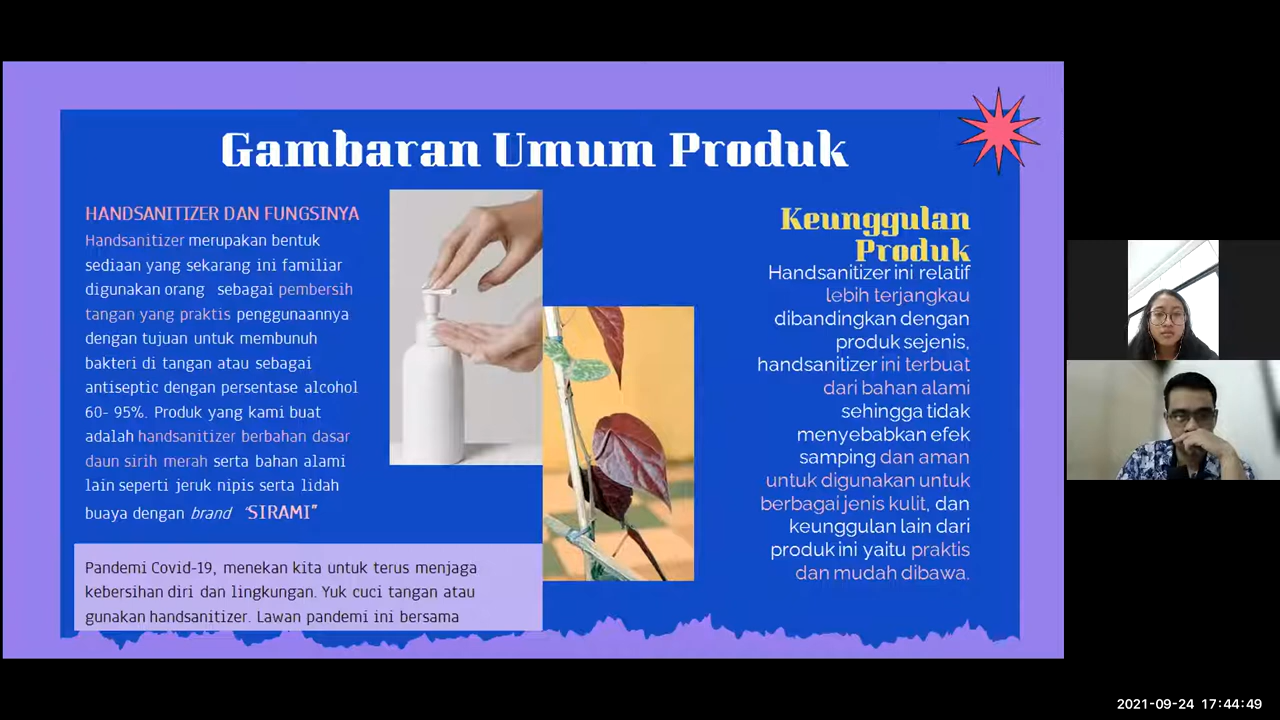 Gambaran Umum Produk
HANDSANITIZER DAN FUNGSINYA
Handsanitizer merupakan bentuk
sediaan yang sekarang ini familiar
digunakan orang sebagai pembersih
tangan yang praktis penggunaannya
dengan tujuan untuk membunuh
bakteri di tangan atau sebagai
antiseptic dengan persentase alcohol
60- 95%. Produk yang kami buat
adalah handsanitizer berbahan dasar
daun sirih merah serta bahan alami
lain seperti jeruk nipis serta lidah
buaya dengan brand "SIRAMI"
Pandemi Covid-19, menekan kita untuk terus menjaga
kebersihan diri dan lingkungan. Yuk cuci tangan atau
gunakan handsanitizer. Lawan pandemi ini bersama
Keunggulan
Produk
Handsanitizer ini relatif
lebih terjangkau
dibandingkan dengan
produk sejenis,
handsanitizer ini terbuat
dari bahan alami
sehingga tidak
menyebabkan efek
samping dan aman
untuk digunakan untuk
berbagai jenis kulit, dan
keunggulan lain dari
produk ini yaitu praktis
dan mudah dibawa.
2021-09-24 17:44:49